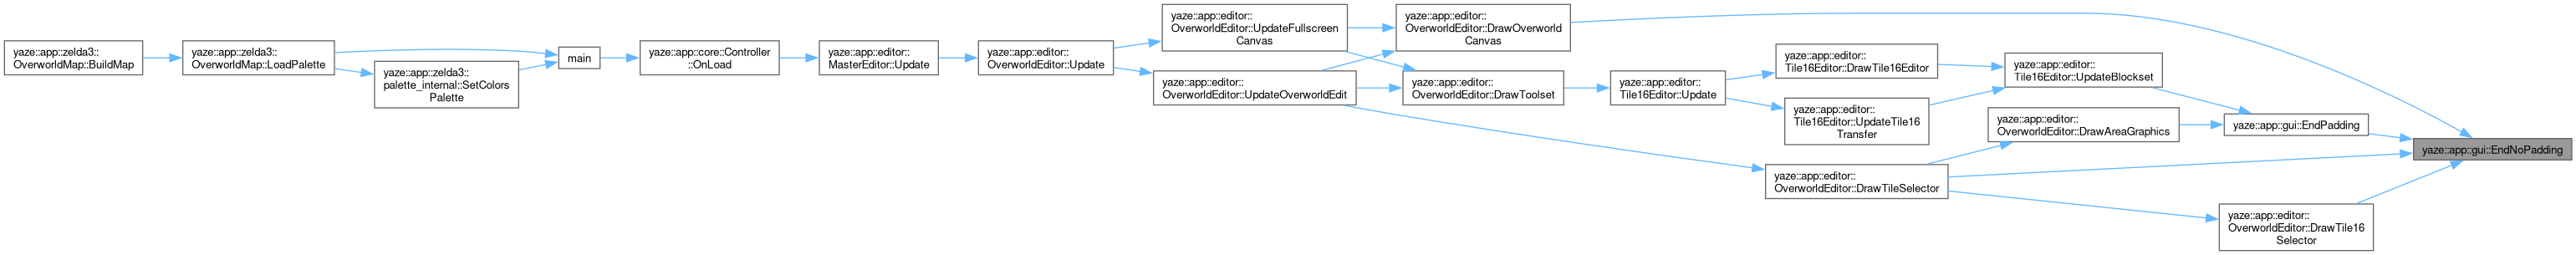 yaze::app::zelda3::
OverworldMap::BuildMap
yaze::app::zelda3::
OverworldMap::LoadPalette
yaze::app::zelda3::
palette_internal::SetColors
Palette
main
yaze::app::core::Controller
::OnLoad
yaze::app::editor::
MasterEditor::Update
yaze::app::editor::
OverworldEditor::Update
yaze::app::editor::
OverworldEditor::UpdateFullscreen
Canvas
yaze::app::editor::
OverworldEditor::UpdateOverworldEdit
yaze::app::editor::
OverworldEditor::DrawOverworld
Canvas
yaze::app::editor::
OverworldEditor::DrawToolset
yaze::app::editor::
Tile16Editor::Update
yaze::app::editor::
Tile16Editor::DrawTile16Editor
yaze::app::editor::
Tile16Editor::UpdateTile16
Transfer
yaze::app::editor::
OverworldEditor::DrawTileSelector
yaze::app::editor::
Tile16Editor::UpdateBlockset
yaze::app::editor::
OverworldEditor::DrawAreaGraphics
yaze::app::gui::EndPadding
yaze::app::editor::
OverworldEditor::DrawTile16
Selector
yaze::app::gui::EndNoPadding